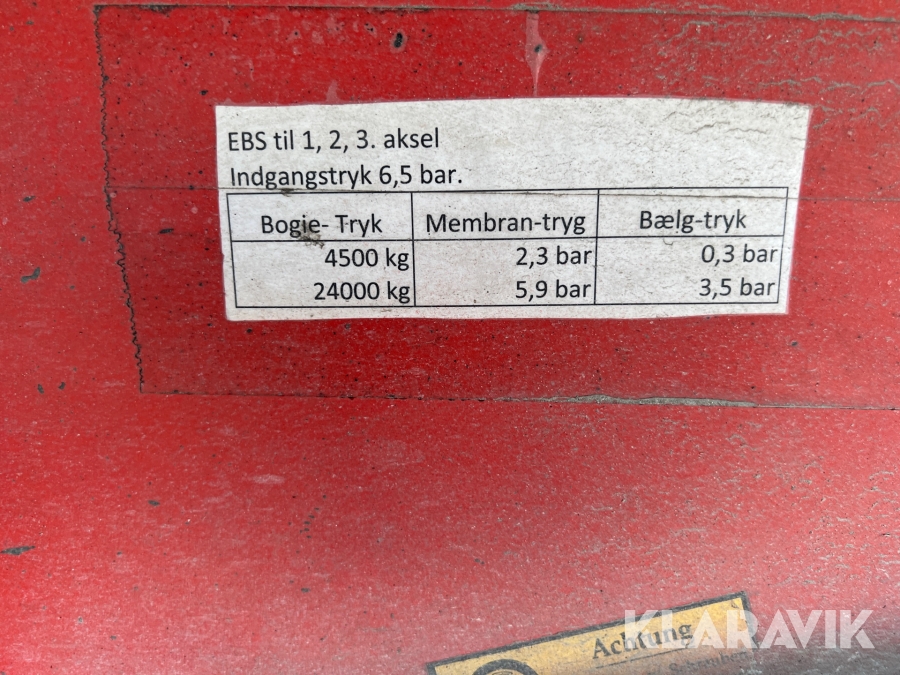 EBS til 1, 2, 3. aksel
Indgangstryk 6,5 bar.
Bogie- Tryk Membran-tryg Bælg-tryk
4500 kg 2,3 bar 0,3 bar
24000 kg 5,9 bar 3,5 bar
Achtung
KLARAVIK